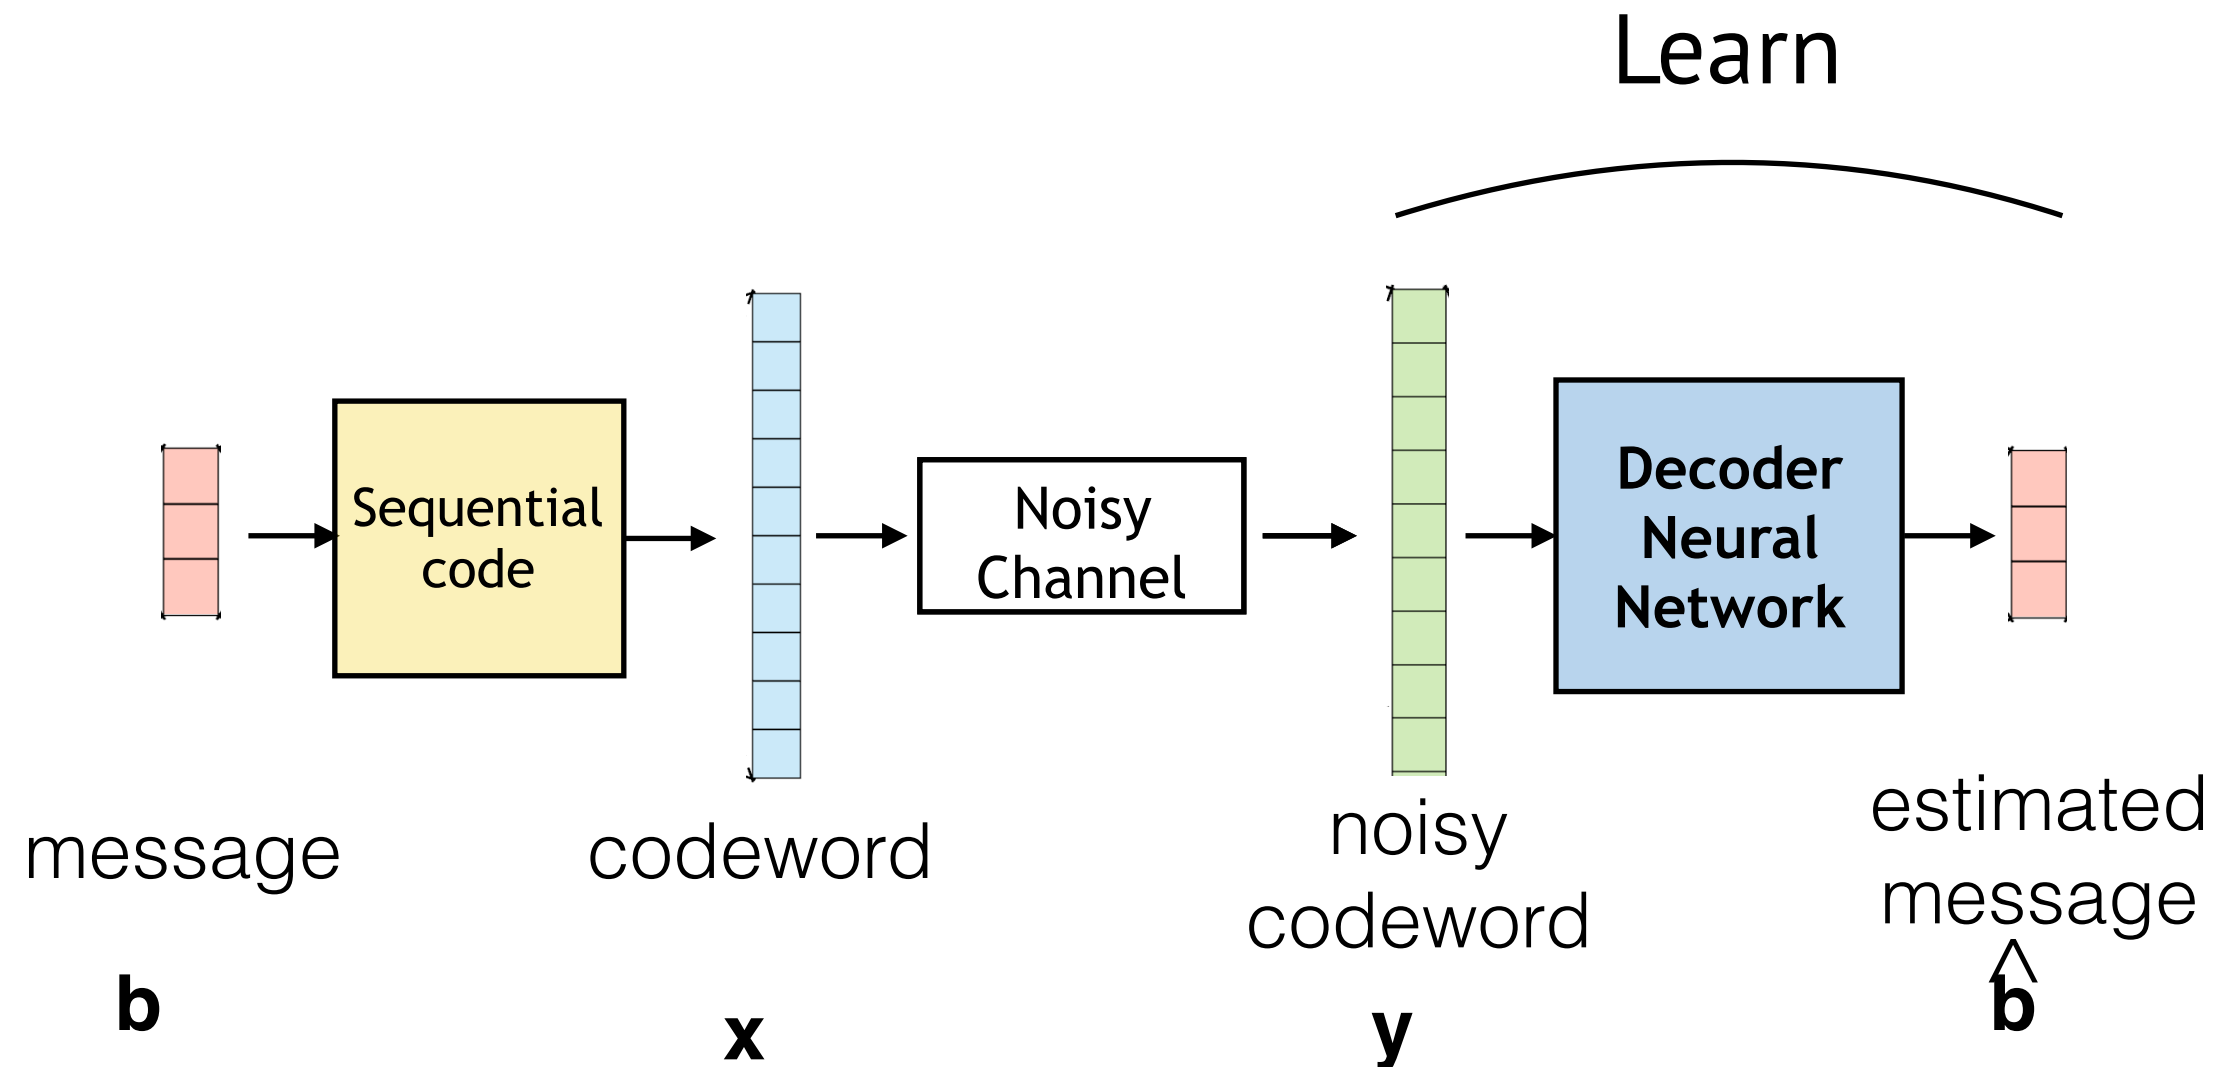 Learn
Sequential
code
Noisy
Channel
Decoder
Neural
Network
message
codeword
noisy
codeword
estimated
message
b
x
y
^
b